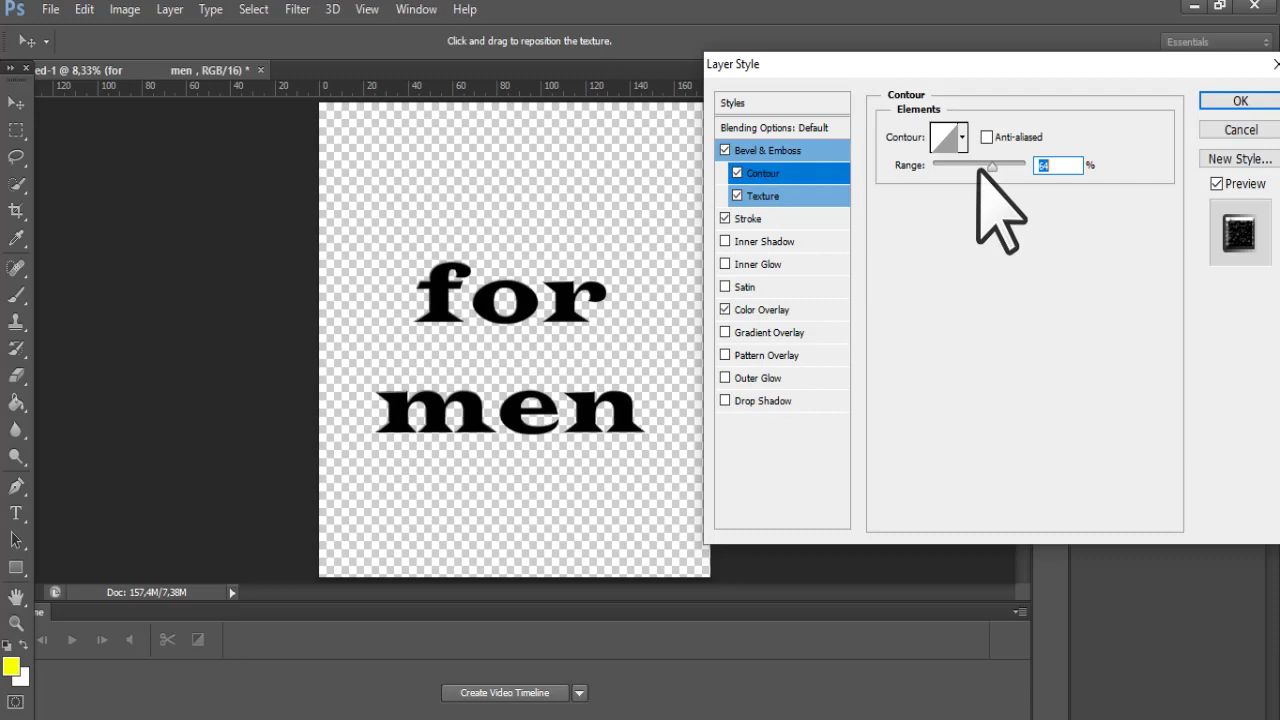 Ps File Edit Image Layer Type Select Filter 3D View Window Help
Click and drag to reposition the texture.
Essentials
ed-1 @ 8,33% (for men , RGB/16) * ×
120 100 80 60 40 20 0 20 40 60 80 100 120 140 160
Layer Style
Styles
Blending Options: Default
Bevel & Emboss
Contour
Texture
Stroke
Inner Shadow
Inner Glow
Satin
Color Overlay
Gradient Overlay
Pattern Overlay
Outer Glow
Drop Shadow
Contour
Elements
Contour:
Anti-aliased
Range:
64
%
OK
Cancel
New Style...
Preview
for
men
Doc: 157,4M/7,38M
ne
Create Video Timeline